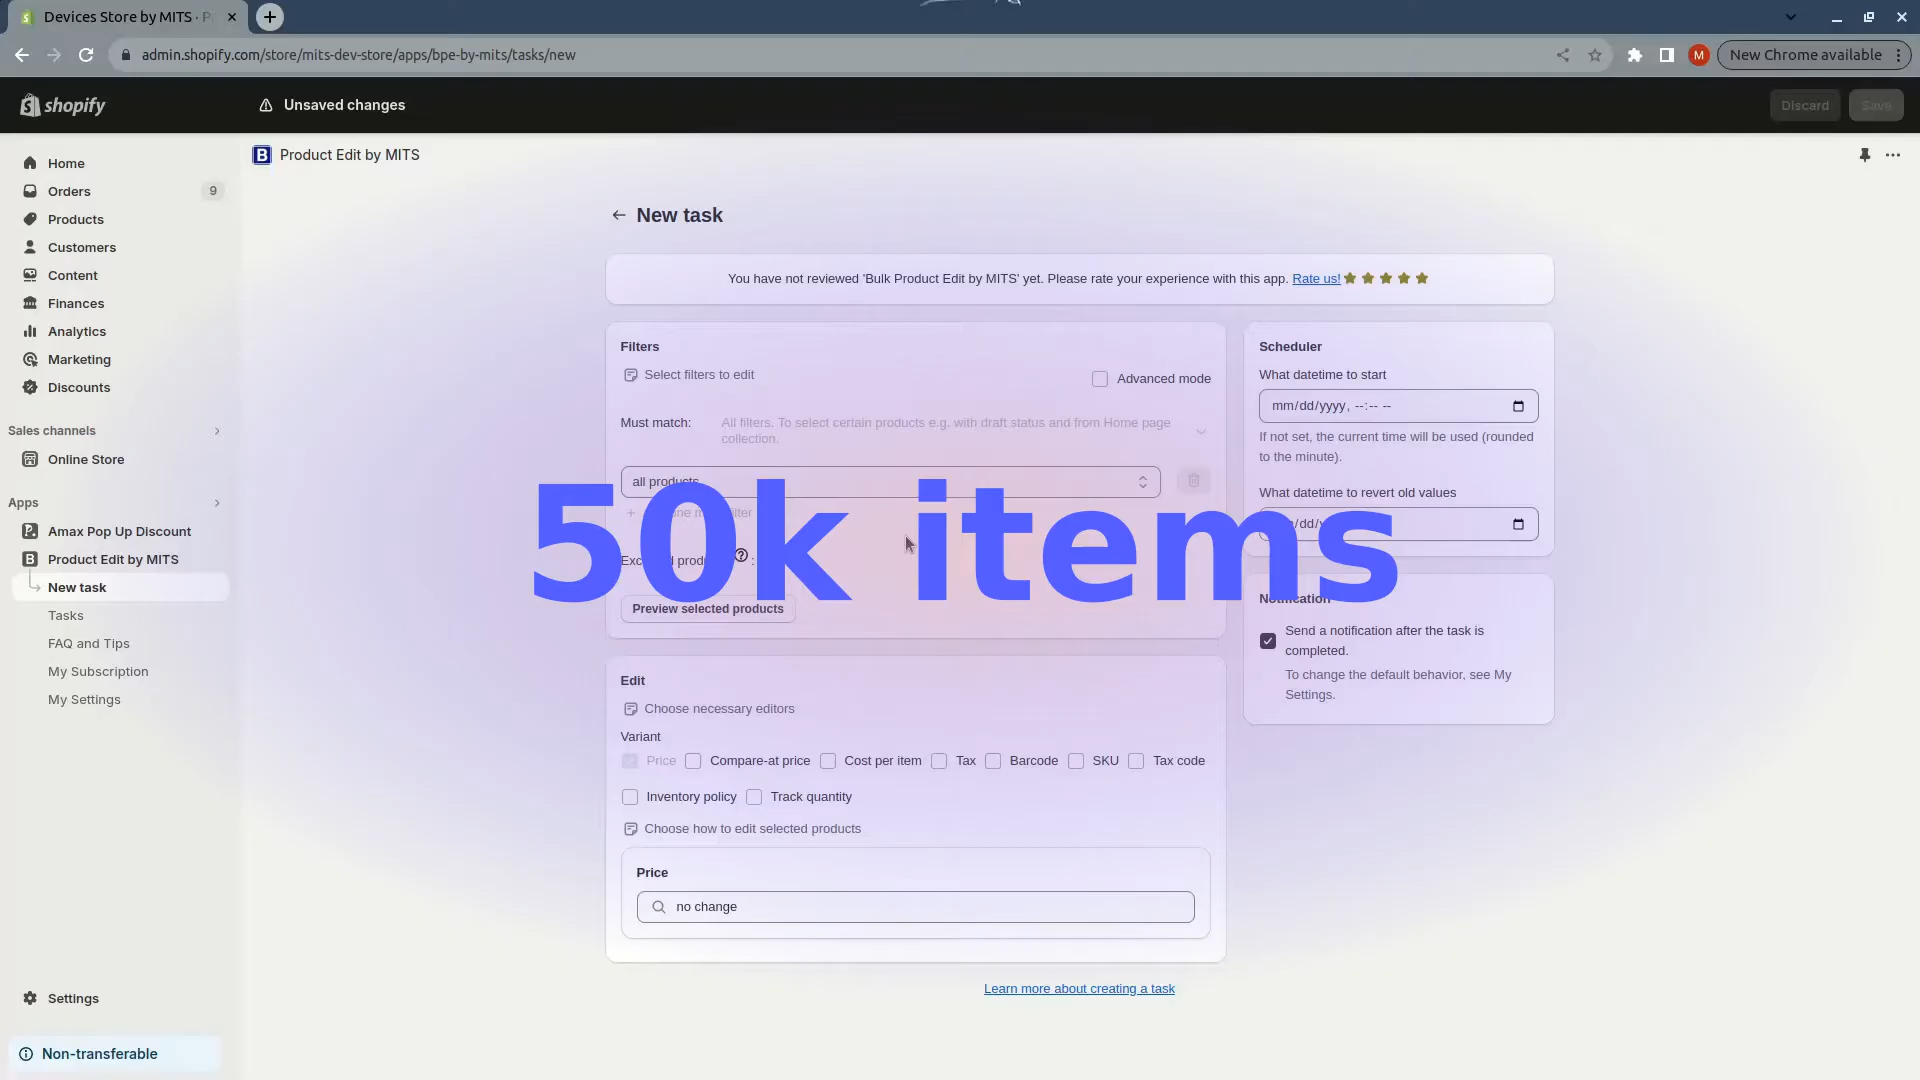 Devices Store by MITS · P
admin.shopify.com/store/mits-dev-store/apps/bpe-by-mits/tasks/new
M
New Chrome available
shopify
Unsaved changes
Discard
Save
Home
Orders
9
Products
Customers
Content
Finances
Analytics
Marketing
Discounts
Sales channels
Online Store
Apps
Amax Pop Up Discount
B Product Edit by MITS
New task
Tasks
FAQ and Tips
My Subscription
My Settings
Settings
Non-transferable
B Product Edit by MITS
New task
You have not reviewed 'Bulk Product Edit by MITS' yet. Please rate your experience with this app. Rate us!
Filters
Select filters to edit
Advanced mode
Must match:
All filters. To select certain products e.g. with draft status and from Home page
collection.
all products
50k items
Preview selected products
Edit
Choose necessary editors
Variant
Price
Compare-at price
Cost per item
Tax
Barcode
SKU
Tax code
Inventory policy
Track quantity
Choose how to edit selected products
Price
no change
Scheduler
What datetime to start
mm/dd/yyyy, --:-- --
If not set, the current time will be used (rounded
to the minute).
What datetime to revert old values
Notification
Send a notification after the task is
completed.
To change the default behavior, see My
Settings.
Learn more about creating a task